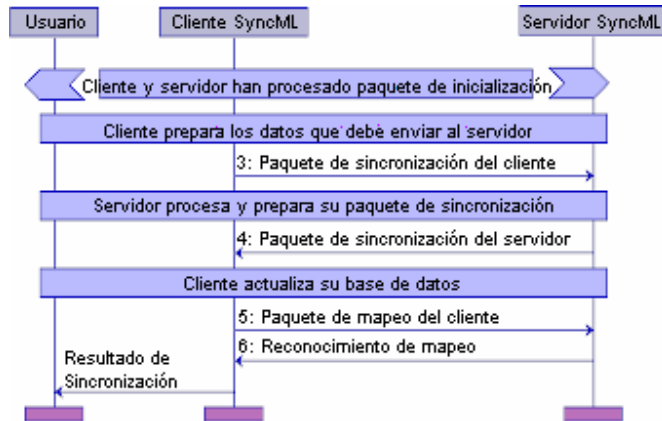 Usuario
Cliente SyncML
Servidor SyncML
Cliente y servidor han procesado paquete de inicialización
Cliente prepara los datos que debe enviar al servidor
3: Paquete de sincronización del cliente
Servidor procesa y prepara su paquete de sincronización
4: Paquete de sincronización del servidor
Cliente actualiza su base de datos
5: Paquete de mapeo del cliente
6: Reconocimiento de mapeo
Resultado de
Sincronización